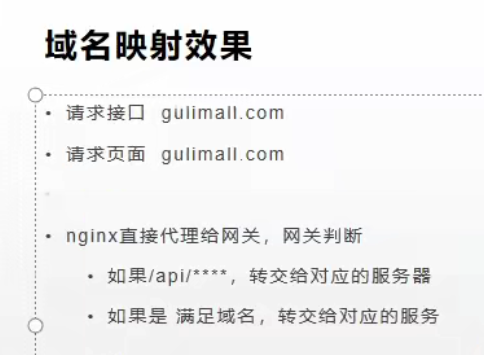 域名映射效果
• 请求接口 gulimall.com
• 请求页面 gulimall.com
• nginx直接代理给网关，网关判断
• 如果/api/****，转交给对应的服务器
• 如果是 满足域名，转交给对应的服务